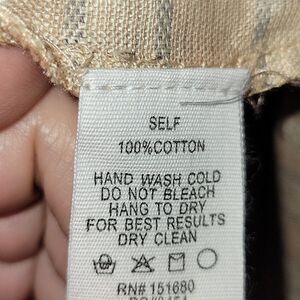 SELF
100%COTTON
HAND WASH COLD
DO NOT BLEACH
HANG TO DRY
FOR BEST RESULTS
DRY CLEAN
RN# 151680